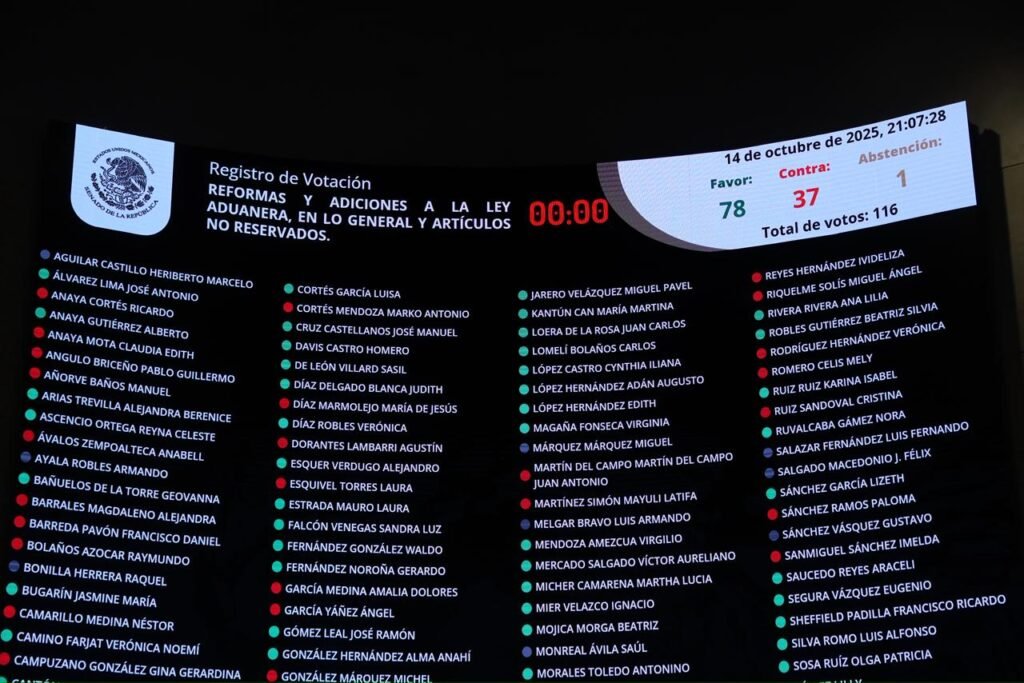 ESTADOS UNIDOS MEXICANOS
SENADO DE LA REPÚBLICA
Registro de Votación
REFORMAS Y ADICIONES A LA LEY
ADUANERA, EN LO GENERAL Y ARTÍCULOS
NO RESERVADOS.
00:00
14 de octubre de 2025, 21:07:28
Favor:
78
Contra:
37
Abstención:
1
Total de votos: 116
AGUILAR CASTILLO HERIBERTO MARCELO
ÁLVAREZ LIMA JOSÉ ANTONIO
ANAYA CORTÉS RICARDO
ANAYA GUTIÉRREZ ALBERTO
ANAYA MOTA CLAUDIA EDITH
ANGULO BRICEÑO PABLO GUILLERMO
AÑORVE BAÑOS MANUEL
ARIAS TREVILLA ALEJANDRA BERENICE
ASCENCIO ORTEGA REYNA CELESTE
ÁVALOS ZEMPOALTECA ANABELL
AYALA ROBLES ARMANDO
BAÑUELOS DE LA TORRE GEOVANNA
BARRALES MAGDALENO ALEJANDRA
BARREDA PAVÓN FRANCISCO DANIEL
BOLAÑOS AZOCAR RAYMUNDO
BONILLA HERRERA RAQUEL
BUGARÍN JASMINE MARÍA
CAMARILLO MEDINA NÉSTOR
CAMINO FARJAT VERÓNICA NOEMÍ
CAMPUZANO GONZÁLEZ GINA GERARDINA
CORTÉS GARCÍA LUISA
CORTÉS MENDOZA MARKO ANTONIO
CRUZ CASTELLANOS JOSÉ MANUEL
DAVIS CASTRO HOMERO
DE LEÓN VILLARD SASIL
DÍAZ DELGADO BLANCA JUDITH
DÍAZ MARMOLEJO MARÍA DE JESÚS
DÍAZ ROBLES VERÓNICA
DORANTES LAMBARRI AGUSTÍN
ESQUER VERDUGO ALEJANDRO
ESQUIVEL TORRES LAURA
ESTRADA MAURO LAURA
FALCÓN VENEGAS SANDRA LUZ
FERNÁNDEZ GONZÁLEZ WALDO
FERNÁNDEZ NOROÑA GERARDO
GARCÍA MEDINA AMALIA DOLORES
GARCÍA YÁÑEZ ÁNGEL
GÓMEZ LEAL JOSÉ RAMÓN
GONZÁLEZ HERNÁNDEZ ALMA ANAHÍ
GONZÁLEZ MÁRQUEZ MICHEL
JARERO VELÁZQUEZ MIGUEL PAVEL
KANTÚN CAN MARÍA MARTINA
LOERA DE LA ROSA JUAN CARLOS
LOMELÍ BOLAÑOS CARLOS
LÓPEZ CASTRO CYNTHIA ILIANA
LÓPEZ HERNÁNDEZ ADÁN AUGUSTO
LÓPEZ HERNÁNDEZ EDITH
MAGAÑA FONSECA VIRGINIA
MÁRQUEZ MÁRQUEZ MIGUEL
MARTÍN DEL CAMPO MARTÍN DEL CAMPO
JUAN ANTONIO
MARTÍNEZ SIMÓN MAYULI LATIFA
MELGAR BRAVO LUIS ARMANDO
MENDOZA AMEZCUA VIRGILIO
MERCADO SALGADO VÍCTOR AURELIANO
MICHER CAMARENA MARTHA LUCIA
MIER VELAZCO IGNACIO
MOJICA MORGA BEATRIZ
MONREAL ÁVILA SAÚL
MORALES TOLEDO ANTONINO
REYES HERNÁNDEZ IVIDELIZA
RIQUELME SOLÍS MIGUEL ÁNGEL
RIVERA RIVERA ANA LILIA
ROBLES GUTIÉRREZ BEATRIZ SILVIA
RODRÍGUEZ HERNÁNDEZ VERÓNICA
ROMERO CELIS MELY
RUIZ RUIZ KARINA ISABEL
RUIZ SANDOVAL CRISTINA
RUVALCABA GÁMEZ NORA
SALAZAR FERNÁNDEZ LUIS FERNANDO
SALGADO MACEDONIO J. FÉLIX
SÁNCHEZ GARCÍA LIZETH
SÁNCHEZ RAMOS PALOMA
SÁNCHEZ VÁSQUEZ GUSTAVO
SANMIGUEL SÁNCHEZ IMELDA
SAUCEDO REYES ARACELI
SEGURA VÁZQUEZ EUGENIO
SHEFFIELD PADILLA FRANCISCO RICARDO
SILVA ROMO LUIS ALFONSO
SOSA RUÍZ OLGA PATRICIA